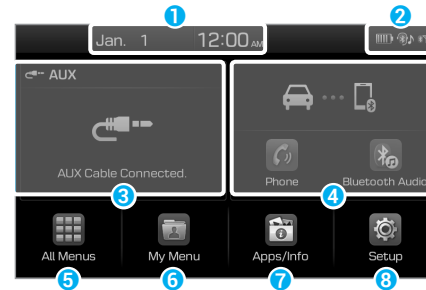 1
2
Jan. 1 12:00 AM
AUX
AUX Cable Connected.
Phone
Bluetooth Audio
3
4
All Menus
My Menu
Apps/Info
Setup
5
6
7
8